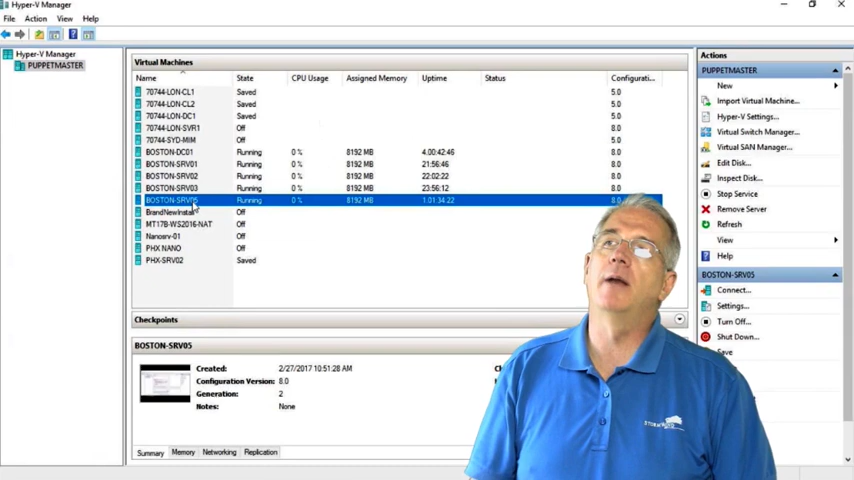 Hyper-V Manager
File Action View Help
Hyper-V Manager
PUPPETMASTER
Virtual Machines
Name State CPU Usage Assigned Memory Uptime Status Configurati...
70744-LON-CL1 Saved 5.0
70744-LON-CL2 Saved 5.0
70744-LON-DC1 Saved 5.0
70744-LON-SVR1 Off 8.0
70744-SYD-MIM Off 5.0
BOSTON-DC01 Running 0 % 8192 MB 4.00:42:46 8.0
BOSTON-SRV01 Running 0 % 8192 MB 21:56:46 8.0
BOSTON-SRV02 Running 0 % 8192 MB 22:02:22 8.0
BOSTON-SRV03 Running 0 % 8192 MB 23:56:12 8.0
BOSTON-SRV05 Running 0 % 8192 MB 1.01:34:22 8.0
BrandNewInstall Off
MT17B-WS2016-NAT Off
Nanosrv-01 Off
PHX NANO Off
PHX-SRV02 Saved
Checkpoints
BOSTON-SRV05
Created: 2/27/2017 10:51:28 AM
Configuration Version: 8.0
Generation: 2
Notes: None
Summary Memory Networking Replication
Actions
PUPPETMASTER
New
Import Virtual Machine...
Hyper-V Settings...
Virtual Switch Manager...
Virtual SAN Manager...
Edit Disk...
Inspect Disk...
Stop Service
Remove Server
Refresh
View
Help
BOSTON-SRV05
Connect...
Settings...
Turn Off...
Shut Down...
Save